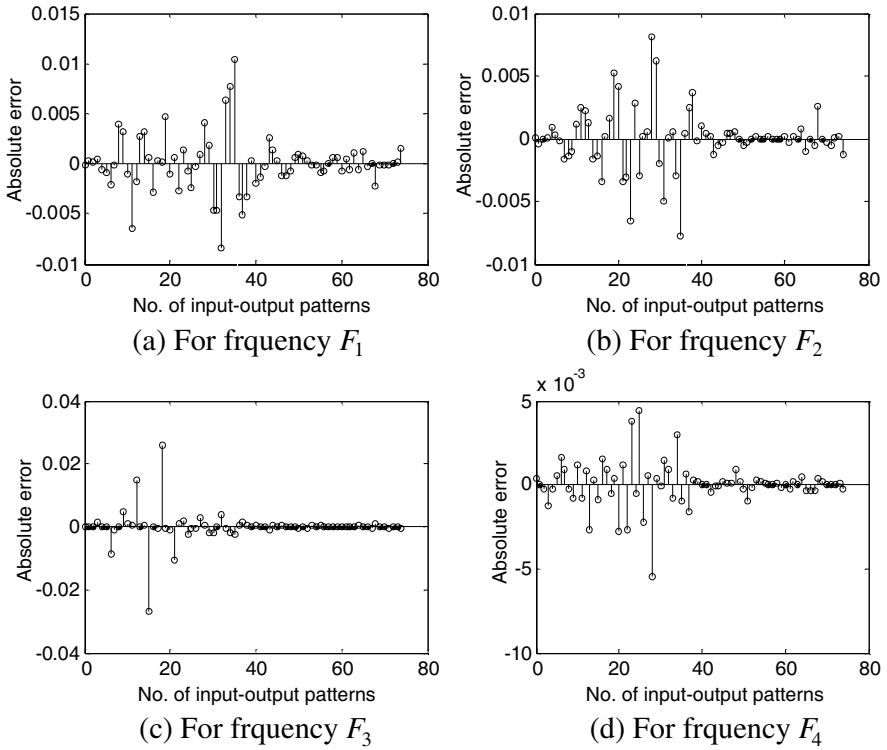 0.015
0.01
0.005
0
-0.005
-0.01
Absolute error
0 20 40 60 80
No. of input-output patterns
(a) For frquency F1
0.01
0.005
0
-0.005
-0.01
Absolute error
0 20 40 60 80
No. of input-output patterns
(b) For frquency F2
0.04
0.02
0
-0.02
-0.04
Absolute error
0 20 40 60 80
No. of input-output patterns
(c) For frquency F3
x 10-3
5
0
-5
-10
Absolute error
0 20 40 60 80
No. of input-output patterns
(d) For frquency F4